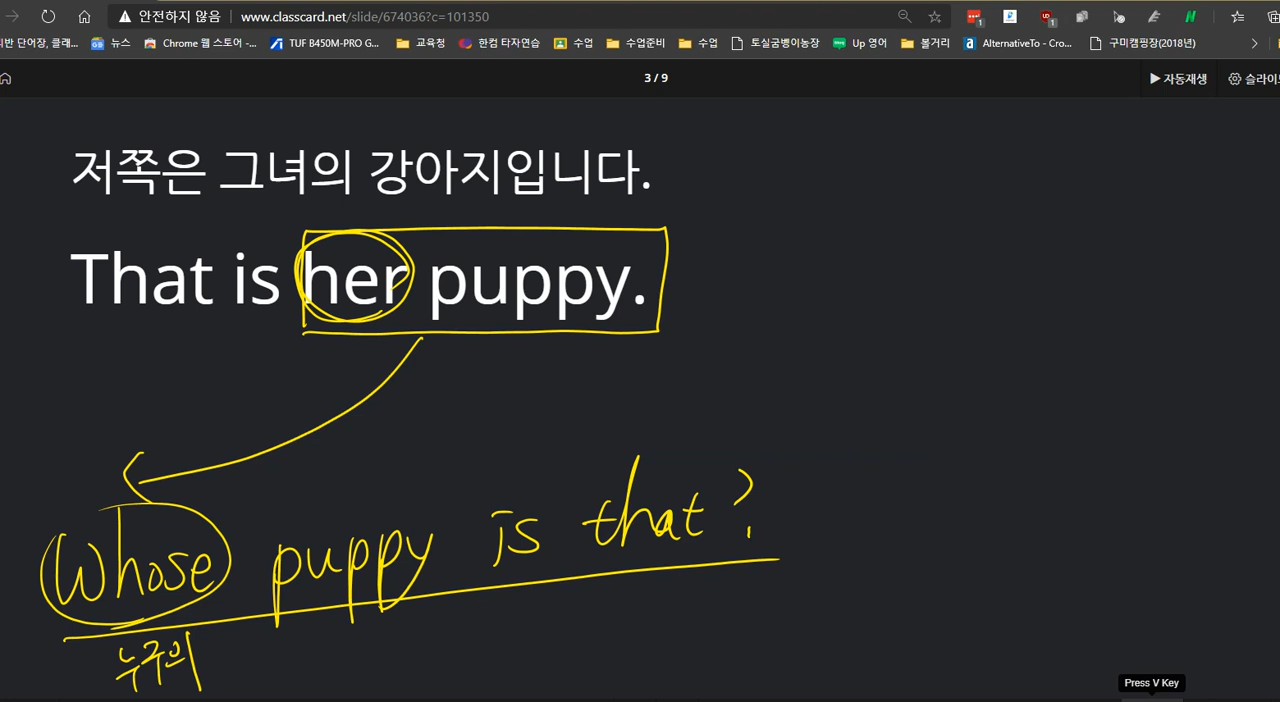 안전하지 않음 www.classcard.net/slide/674036?c=101350
l반 단어장, 클래... 뉴스 Chrome 웹 스토어 -... TUF B450M-PRO G... 교육청 한컴 타자연습 수업 수업준비 수업 토실굼벵이농장 Up 영어 볼거리 AlternativeTo - Cro... 구미캠핑장(2018년)
3 / 9 자동재생 슬라이드
저쪽은 그녀의 강아지입니다.
That is her puppy.
Whose puppy is that?
누구의
Press V Key